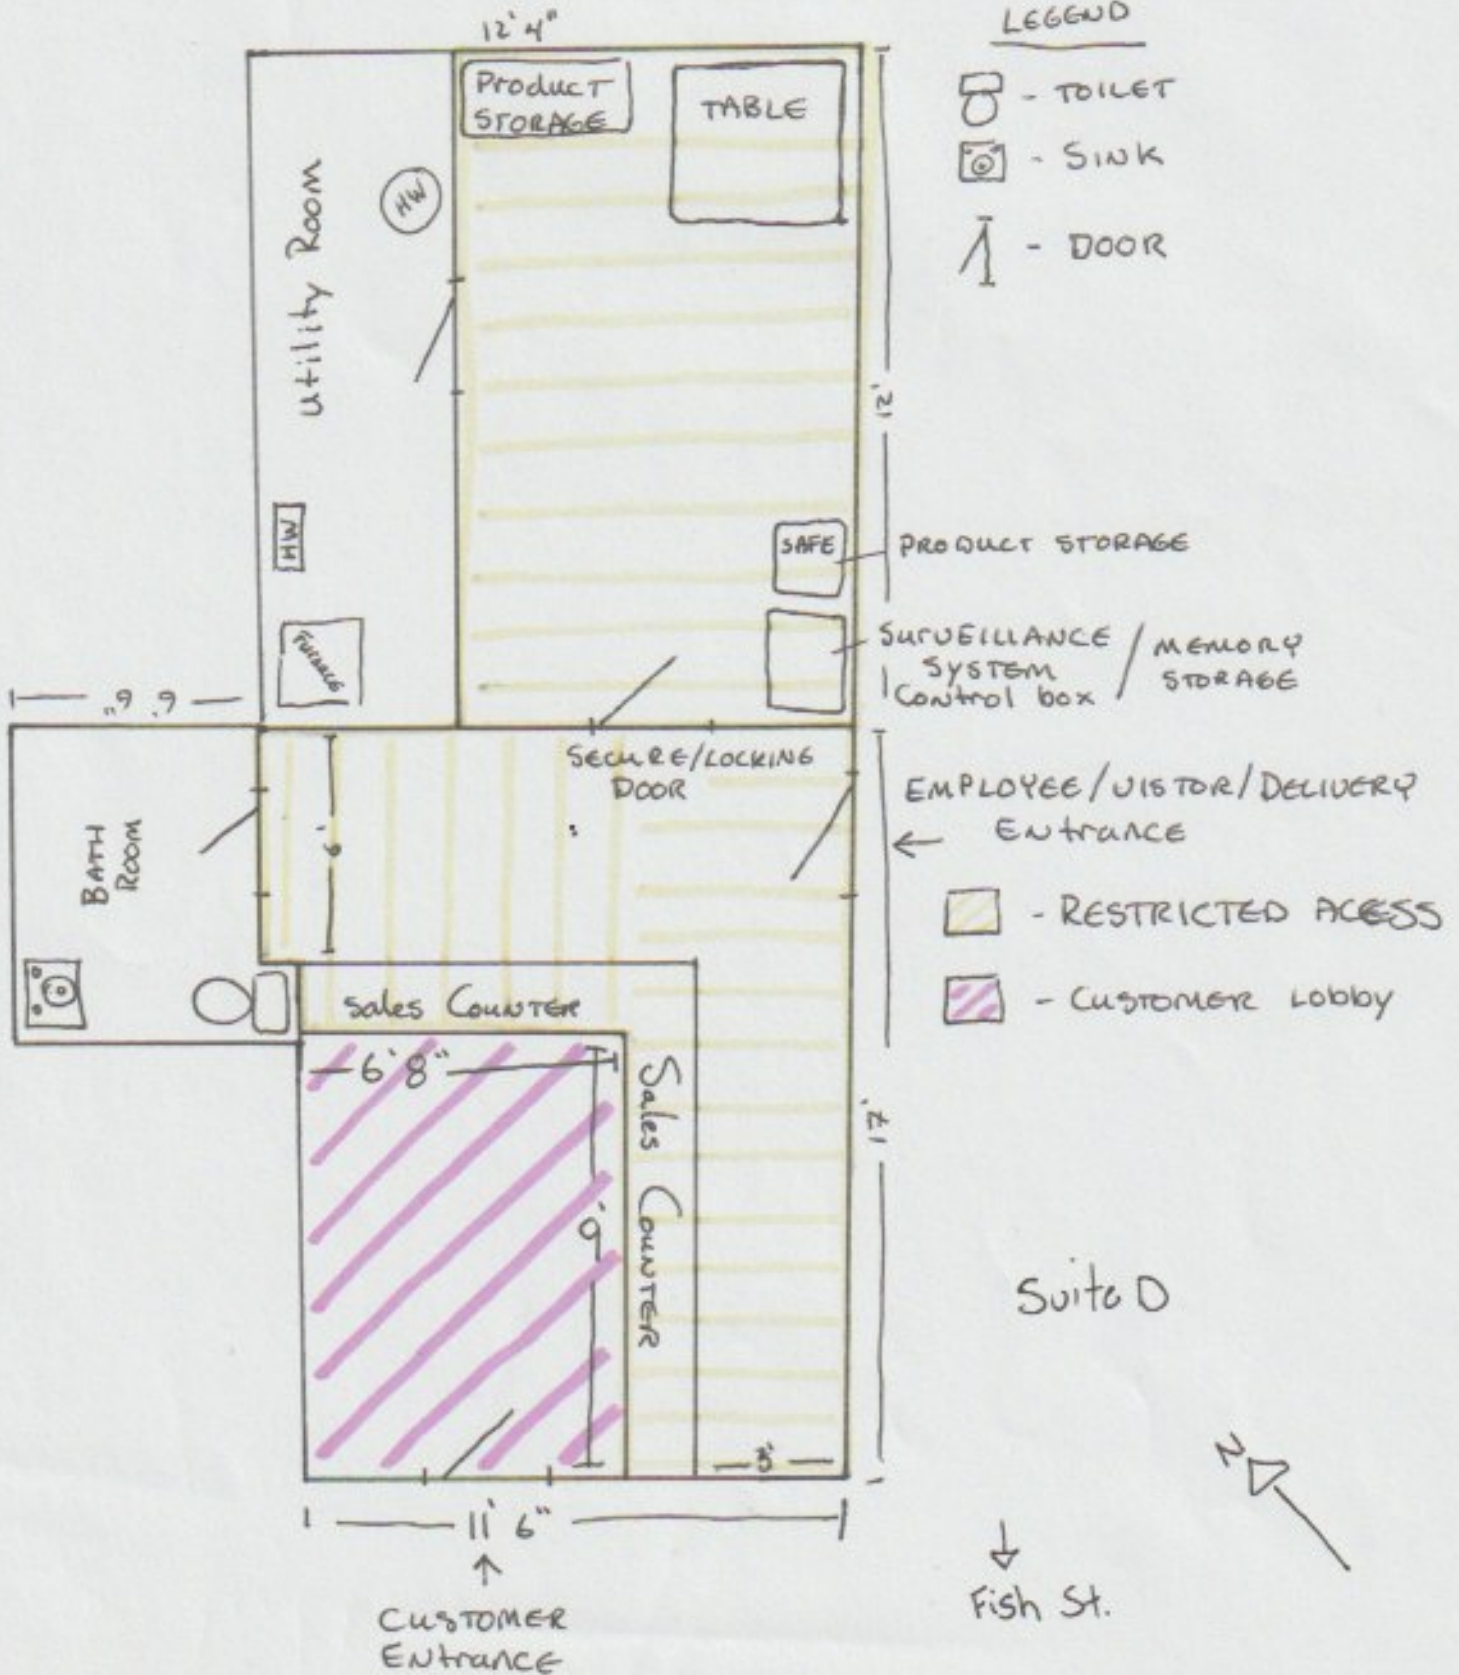 12' 4"
LEGEND
- TOILET
- SINK
- DOOR
Product
STORAGE
TABLE
HW
Utility Room
12'
HW
SAFE
PRODUCT STORAGE
FURNACE
SurvEILLANCE
SYSTEM
Control box
/ MEMORY
STORAGE
6' 6"
SECURE/LOCKING
DOOR
6'
BATH
ROOM
EMPLOYEE/VISTOR/DELIVERY
Entrance
- RESTRICTED ACESS
- CUSTOMER Lobby
Sales COUNTER
6' 8"
9'
Sales COUNTER
17'
Suite D
3'
11' 6"
N
CUSTOMER
Entrance
Fish St.